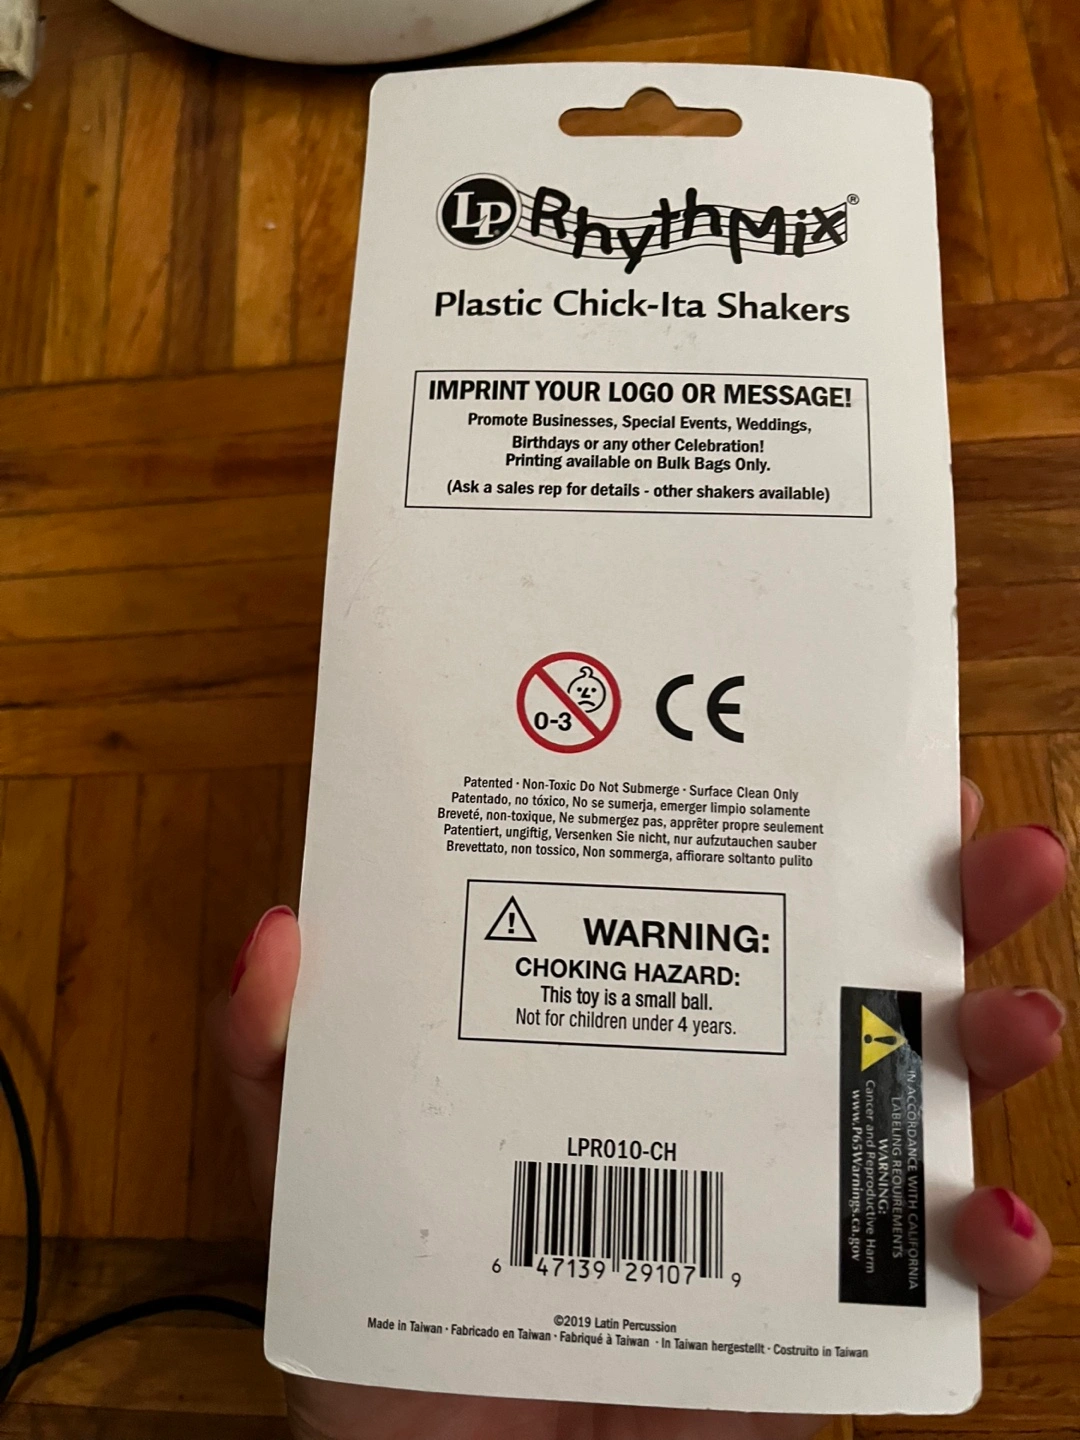 LP RhythMix®
Plastic Chick-Ita Shakers
IMPRINT YOUR LOGO OR MESSAGE!
Promote Businesses, Special Events, Weddings,
Birthdays or any other Celebration!
Printing available on Bulk Bags Only.
(Ask a sales rep for details - other shakers available)
0-3
CE
Patented · Non-Toxic Do Not Submerge · Surface Clean Only
Patentado, no tóxico, No se sumerja, emerger limpio solamente
Breveté, non-toxique, Ne submergez pas, apprêter propre seulement
Patentiert, ungiftig, Versenken Sie nicht, nur aufzutauchen sauber
Brevettato, non tossico, Non sommerga, affiorare soltanto pulito
WARNING:
CHOKING HAZARD:
This toy is a small ball.
Not for children under 4 years.
IN ACCORDANCE WITH CALIFORNIA
LABELING REQUIREMENTS
WARNING:
Cancer and Reproductive Harm
www.P65Warnings.ca.gov
LPR010-CH
6 47139 29107 9
©2019 Latin Percussion
Made in Taiwan · Fabricado en Taiwan · Fabriqué à Taiwan · In Taiwan hergestellt · Costruito in Taiwan